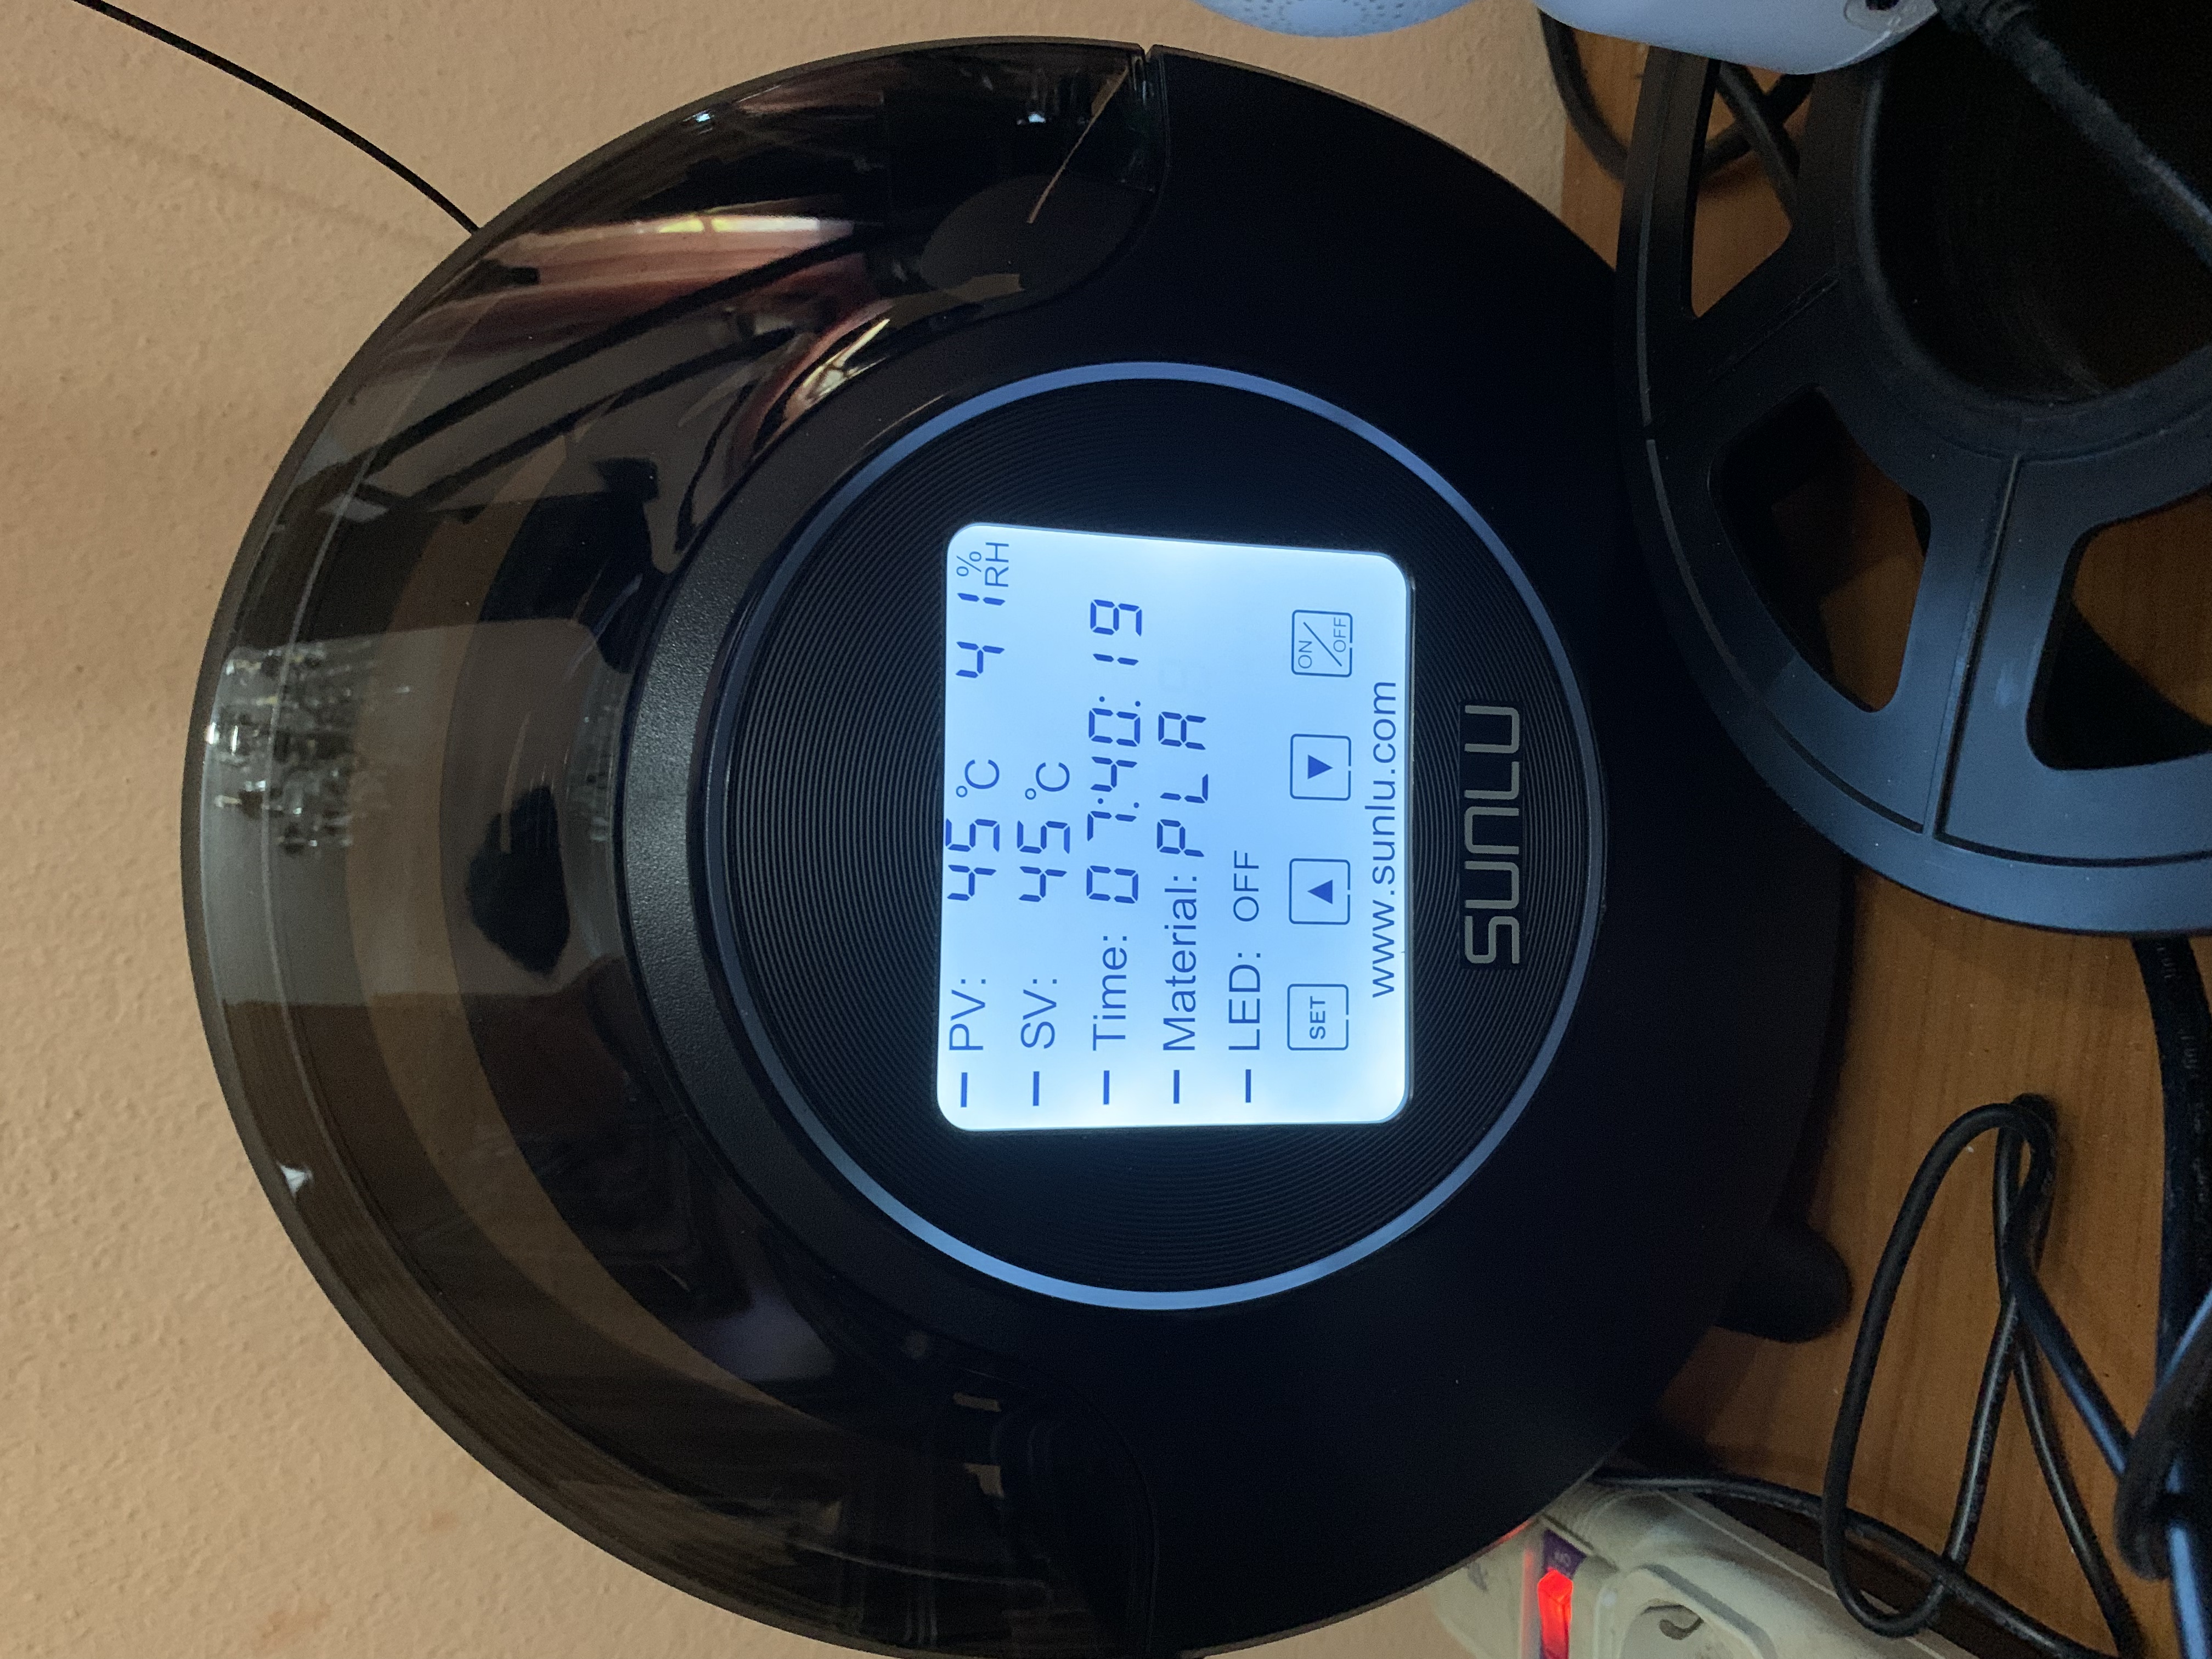 PV: 45 °C 41 % RH
SV: 45 °C
Time: 07:40:19
Material: PLA
LED: OFF
SET ▲ ▼ ON/OFF
www.sunlu.com
SUNLU